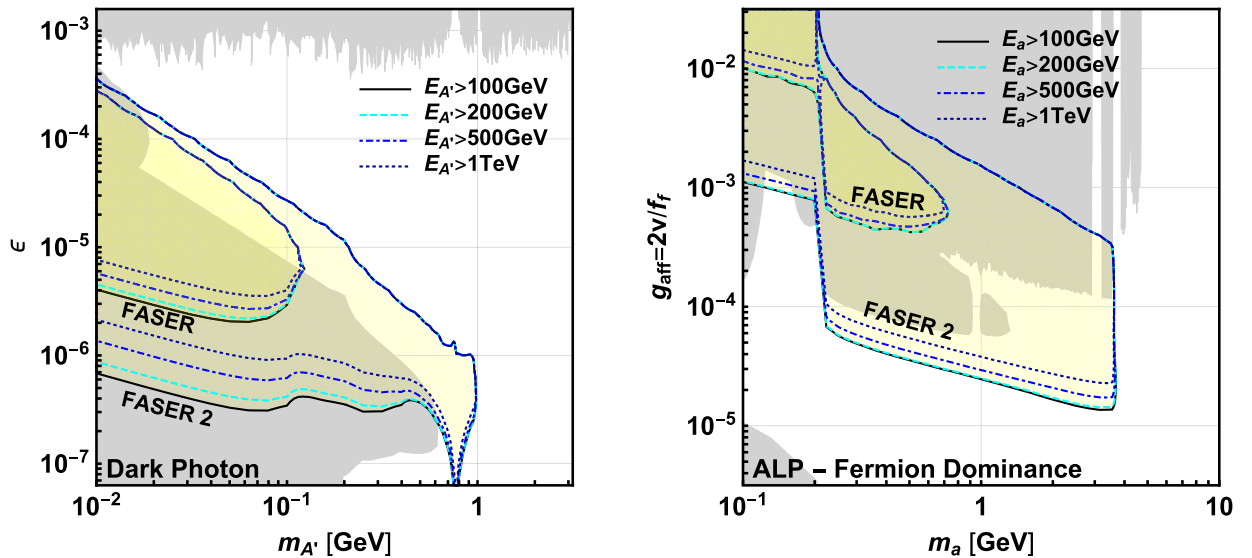 10⁻³
10⁻⁴
10⁻⁵
10⁻⁶
10⁻⁷
ϵ
E_A'>100GeV
E_A'>200GeV
E_A'>500GeV
E_A'>1TeV
FASER
FASER 2
Dark Photon
10⁻²
10⁻¹
1
m_A' [GeV]
10⁻²
10⁻³
10⁻⁴
10⁻⁵
g_aff=2v/f_f
E_a>100GeV
E_a>200GeV
E_a>500GeV
E_a>1TeV
FASER
FASER 2
ALP – Fermion Dominance
10⁻¹
1
10
m_a [GeV]